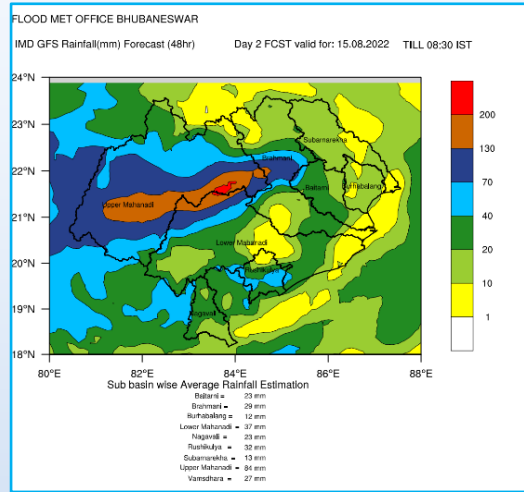 FLOOD MET OFFICE BHUBANESWAR
IMD GFS Rainfall(mm) Forecast (48hr) Day 2 FCST valid for: 15.08.2022 TILL 08:30 IST
24°N
23°N
22°N
21°N
20°N
19°N
18°N
80°E 82°E 84°E 86°E 88°E
Subarnarekha
Brahmani
Baitarni
Burhabalang
Upper Mahanadi
Lower Mahanadi
Rushikulya
Nagavali
200
130
70
40
20
10
1
Sub basin wise Average Rainfall Estimation
Baitarni = 23 mm
Brahmani = 29 mm
Burhabalang = 12 mm
Lower Mahanadi = 37 mm
Nagavalli = 23 mm
Rushikulya = 32 mm
Subarnarekha = 13 mm
Upper Mahanadi = 84 mm
Vamsdhara = 27 mm